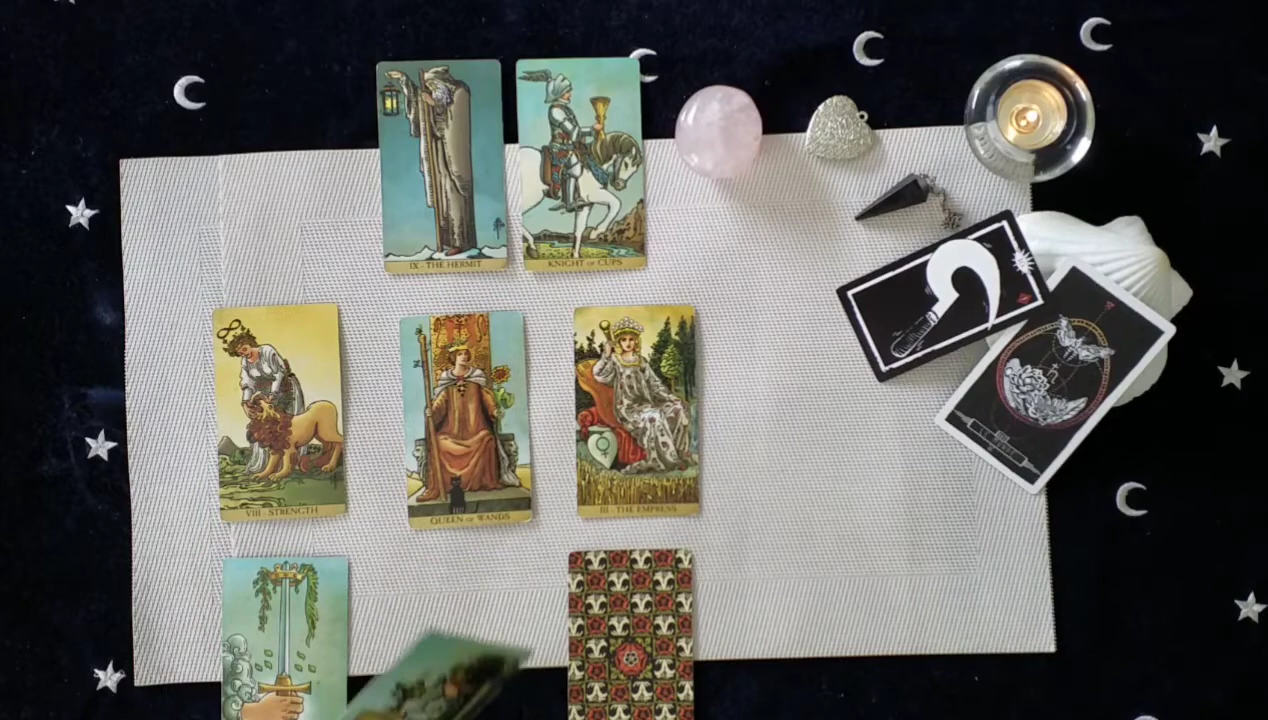 IX · THE HERMIT
KNIGHT OF CUPS
VIII · STRENGTH
QUEEN OF WANDS
III · THE EMPRESS